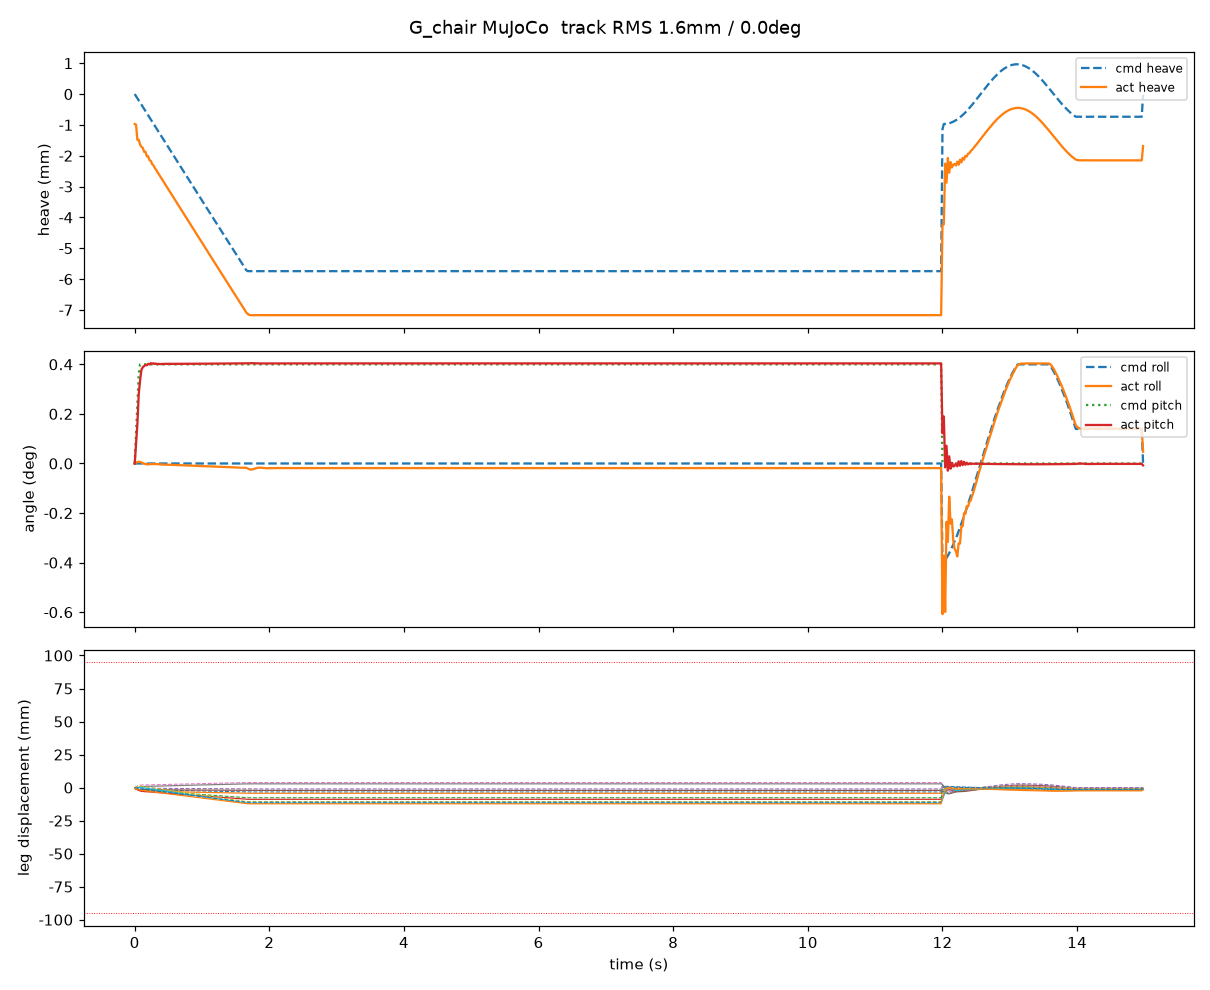 G_chair MuJoCo  track RMS 1.6mm / 0.0deg
1
0
-1
-2
-3
-4
-5
-6
-7
heave (mm)
cmd heave
act heave
0.4
0.2
0.0
-0.2
-0.4
-0.6
angle (deg)
cmd roll
act roll
cmd pitch
act pitch
100
75
50
25
0
-25
-50
-75
-100
leg displacement (mm)
0 2 4 6 8 10 12 14
time (s)